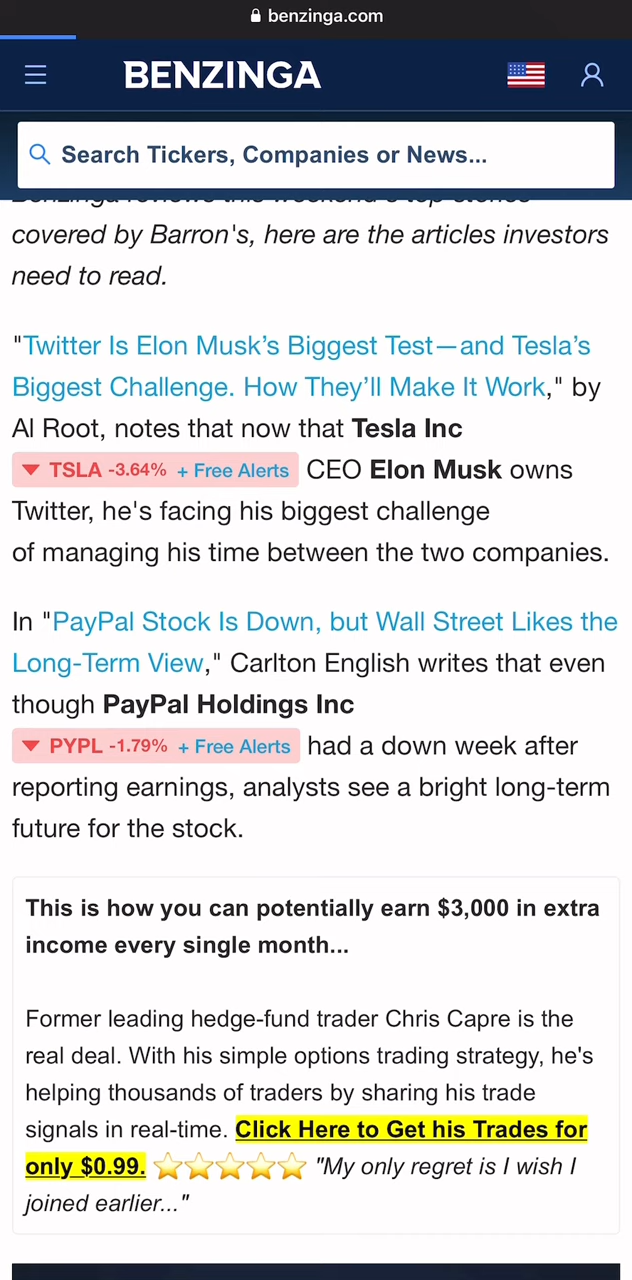 benzinga.com
BENZINGA
Search Tickers, Companies or News...
Benzinga reviews this weekend's top stories
covered by Barron's, here are the articles investors
need to read.
"Twitter Is Elon Musk’s Biggest Test—and Tesla’s
Biggest Challenge. How They’ll Make It Work," by
Al Root, notes that now that Tesla Inc
▼ TSLA -3.64% + Free Alerts CEO Elon Musk owns
Twitter, he's facing his biggest challenge
of managing his time between the two companies.
In "PayPal Stock Is Down, but Wall Street Likes the
Long-Term View," Carlton English writes that even
though PayPal Holdings Inc
▼ PYPL -1.79% + Free Alerts had a down week after
reporting earnings, analysts see a bright long-term
future for the stock.
This is how you can potentially earn $3,000 in extra
income every single month...
Former leading hedge-fund trader Chris Capre is the
real deal. With his simple options trading strategy, he's
helping thousands of traders by sharing his trade
signals in real-time. Click Here to Get his Trades for
only $0.99. ⭐⭐⭐⭐⭐ "My only regret is I wish I
joined earlier..."